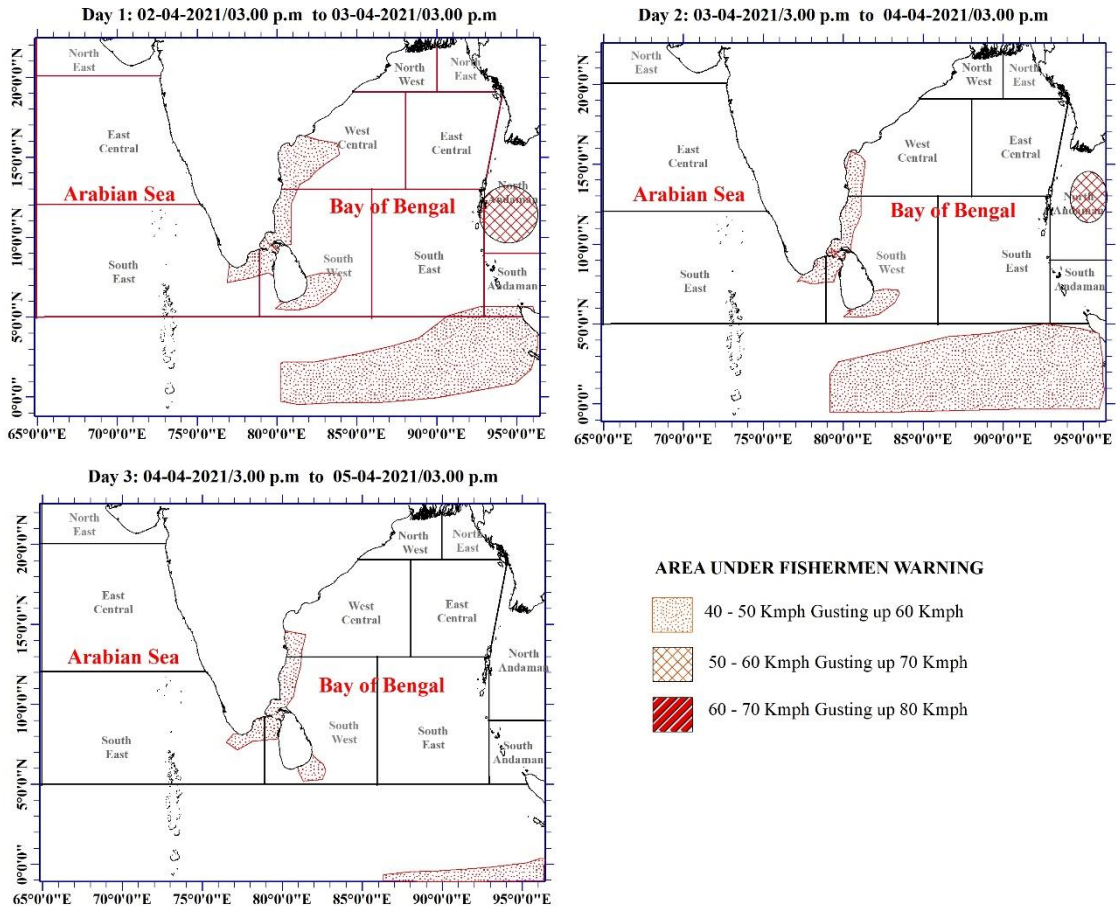 Day 1: 02-04-2021/03.00 p.m to 03-04-2021/03.00 p.m
North
East
East
Central
Arabian Sea
South
East
North
West
North
East
West
Central
East
Central
Bay of Bengal
North
Andaman
South
West
South
East
South
Andaman
20°0'0"N
15°0'0"N
10°0'0"N
5°0'0"N
0°0'0"
65°0'0"E 70°0'0"E 75°0'0"E 80°0'0"E 85°0'0"E 90°0'0"E 95°0'0"E
Day 2: 03-04-2021/3.00 p.m to 04-04-2021/03.00 p.m
North
East
East
Central
Arabian Sea
South
East
North
West
North
East
West
Central
East
Central
Bay of Bengal
North
Andaman
South
West
South
East
South
Andaman
20°0'0"N
15°0'0"N
10°0'0"N
5°0'0"N
0°0'0"
65°0'0"E 70°0'0"E 75°0'0"E 80°0'0"E 85°0'0"E 90°0'0"E 95°0'0"E
Day 3: 04-04-2021/3.00 p.m to 05-04-2021/03.00 p.m
North
East
East
Central
Arabian Sea
South
East
North
West
North
East
West
Central
East
Central
Bay of Bengal
North
Andaman
South
West
South
East
South
Andaman
20°0'0"N
15°0'0"N
10°0'0"N
5°0'0"N
0°0'0"
65°0'0"E 70°0'0"E 75°0'0"E 80°0'0"E 85°0'0"E 90°0'0"E 95°0'0"E
AREA UNDER FISHERMEN WARNING
40 - 50 Kmph Gusting up 60 Kmph
50 - 60 Kmph Gusting up 70 Kmph
60 - 70 Kmph Gusting up 80 Kmph